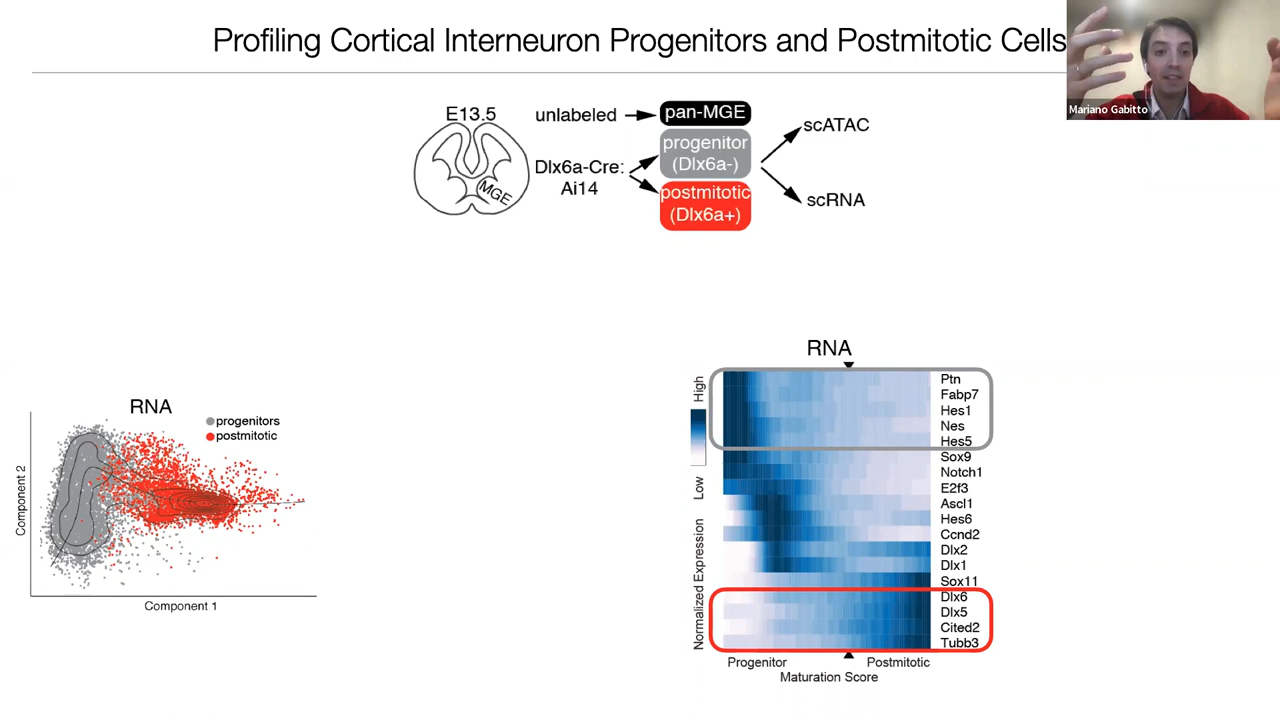 Profiling Cortical Interneuron Progenitors and Postmitotic Cells
Mariano Gabitto
E13.5
MGE
unlabeled
pan-MGE
Dlx6a-Cre:
Ai14
progenitor
(Dlx6a-)
postmitotic
(Dlx6a+)
scATAC
scRNA
RNA
progenitors
postmitotic
Component 2
Component 1
RNA
High
Low
Normalized Expression
Ptn
Fabp7
Hes1
Nes
Hes5
Sox9
Notch1
E2f3
Ascl1
Hes6
Ccnd2
Dlx2
Dlx1
Sox11
Dlx6
Dlx5
Cited2
Tubb3
Progenitor
Postmitotic
Maturation Score